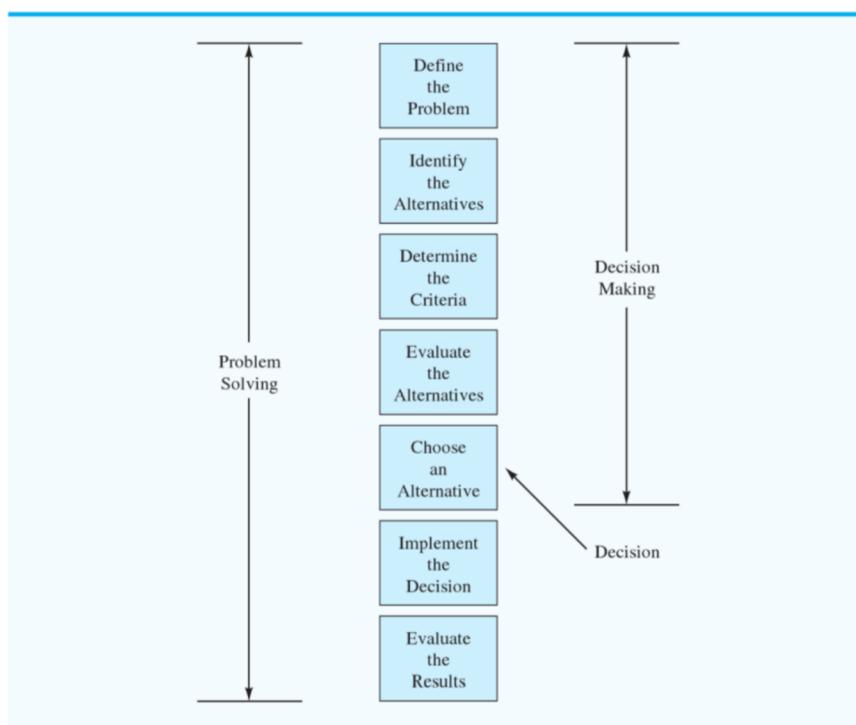 Define
the
Problem
Identify
the
Alternatives
Determine
the
Criteria
Evaluate
the
Alternatives
Choose
an
Alternative
Implement
the
Decision
Evaluate
the
Results
Problem
Solving
Decision
Making
Decision